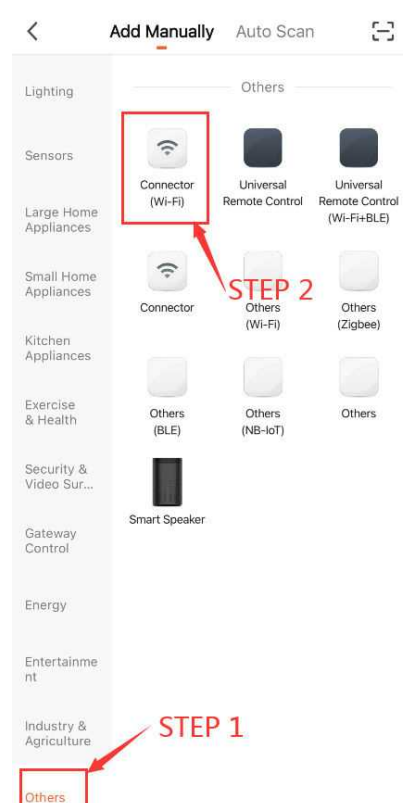 Add Manually Auto Scan
Lighting
Sensors
Large Home
Appliances
Small Home
Appliances
Kitchen
Appliances
Exercise
& Health
Security &
Video Sur...
Gateway
Control
Energy
Entertainme
nt
Industry &
Agriculture
Others
Others
Connector
(Wi-Fi)
Universal
Remote Control
Universal
Remote Control
(Wi-Fi+BLE)
STEP 2
Connector
Others
(Wi-Fi)
Others
(Zigbee)
Others
(BLE)
Others
(NB-IoT)
Others
Smart Speaker
STEP 1